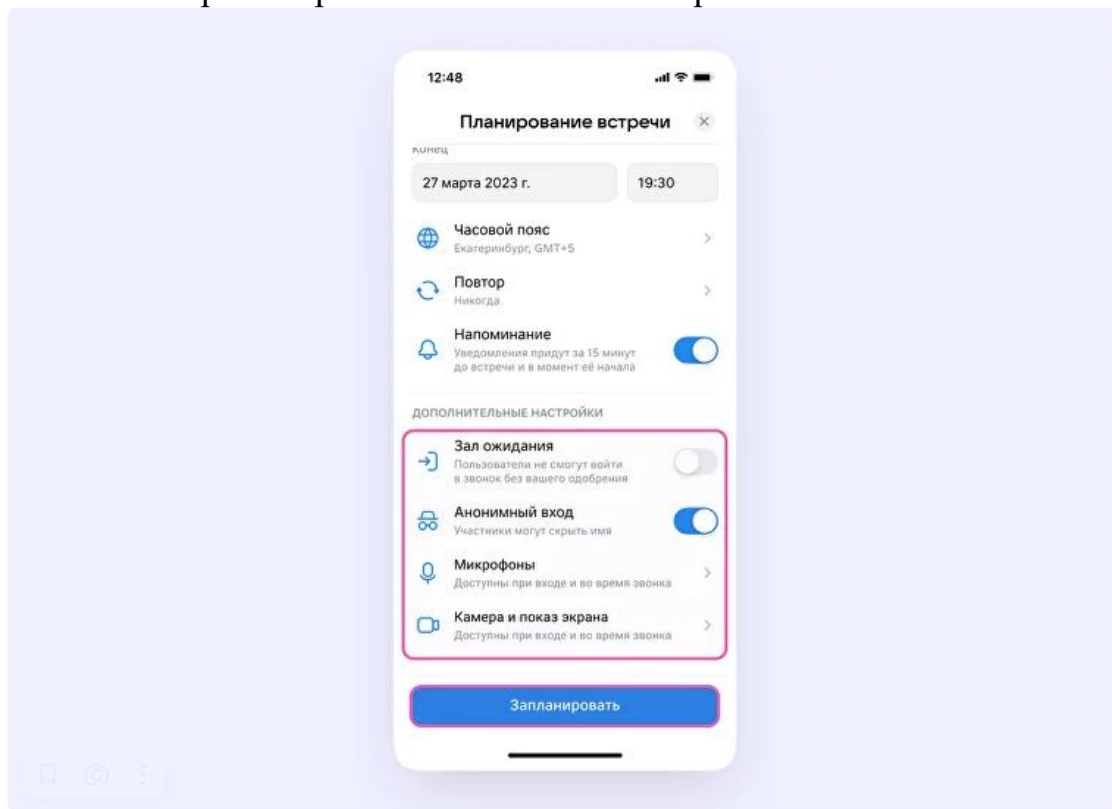 12:48
Планирование встречи
Конец
27 марта 2023 г.
19:30
Часовой пояс
Екатеринбург, GMT+5
Повтор
Никогда
Напоминание
Уведомления придут за 15 минут
до встречи и в момент её начала
ДОПОЛНИТЕЛЬНЫЕ НАСТРОЙКИ
Зал ожидания
Пользователи не смогут войти
в звонок без вашего одобрения
Анонимный вход
Участники могут скрыть имя
Микрофоны
Доступны при входе и во время звонка
Камера и показ экрана
Доступны при входе и во время звонка
Запланировать